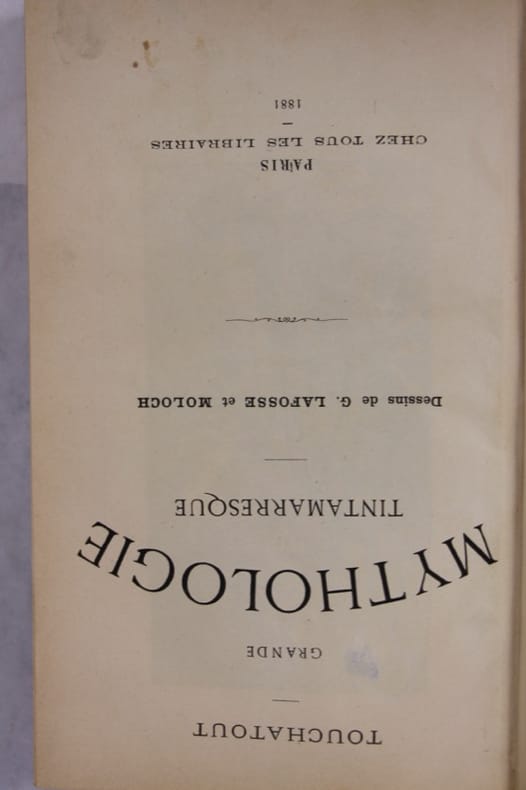 TOUCHATOUT
GRANDE
MYTHOLOGIE
TINTAMARRESQUE
Dessins de G. LAFOSSE et MOLOCH
PARIS
CHEZ TOUS LES LIBRAIRES
1881